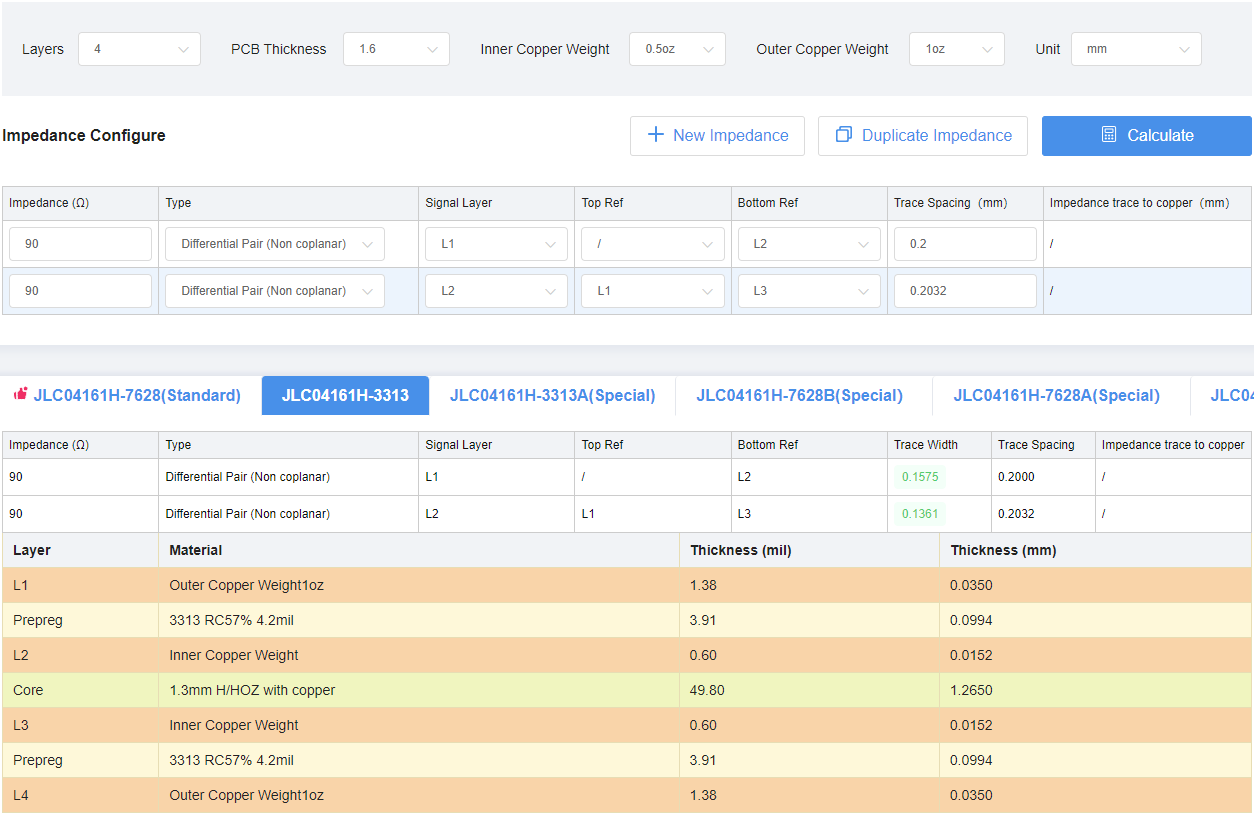 Layers 4 PCB Thickness 1.6 Inner Copper Weight 0.5oz Outer Copper Weight 1oz Unit mm
Impedance Configure New Impedance Duplicate Impedance Calculate
Impedance (Ω) Type Signal Layer Top Ref Bottom Ref Trace Spacing（mm） Impedance trace to copper（mm）
90 Differential Pair (Non coplanar) L1 / L2 0.2 /
90 Differential Pair (Non coplanar) L2 L1 L3 0.2032 /
JLC04161H-7628(Standard) JLC04161H-3313 JLC04161H-3313A(Special) JLC04161H-7628B(Special) JLC04161H-7628A(Special)
Impedance (Ω) Type Signal Layer Top Ref Bottom Ref Trace Width Trace Spacing Impedance trace to copper
90 Differential Pair (Non coplanar) L1 / L2 0.1575 0.2000 /
90 Differential Pair (Non coplanar) L2 L1 L3 0.1361 0.2032 /
Layer Material Thickness (mil) Thickness (mm)
L1 Outer Copper Weight1oz 1.38 0.0350
Prepreg 3313 RC57% 4.2mil 3.91 0.0994
L2 Inner Copper Weight 0.60 0.0152
Core 1.3mm H/HOZ with copper 49.80 1.2650
L3 Inner Copper Weight 0.60 0.0152
Prepreg 3313 RC57% 4.2mil 3.91 0.0994
L4 Outer Copper Weight1oz 1.38 0.0350